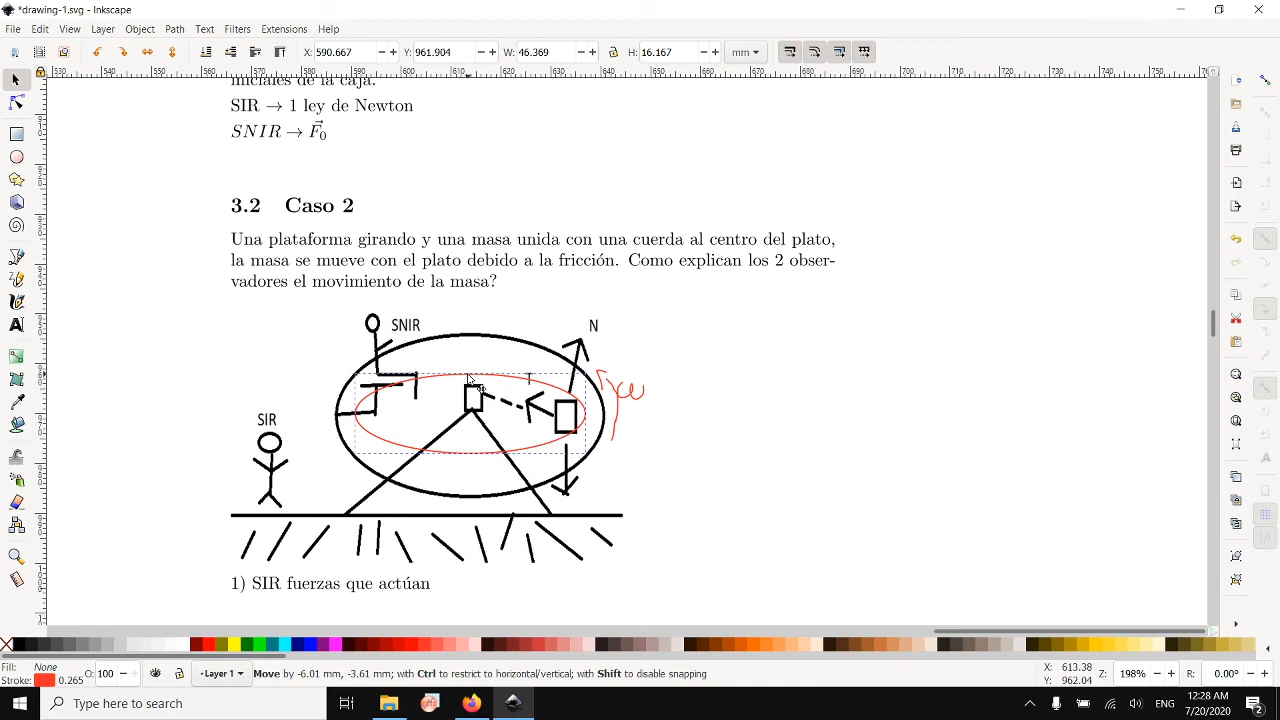 *drawing-1.svg - Inkscape
File Edit View Layer Object Path Text Filters Extensions Help
X: 590.667 Y: 961.904 W: 46.369 H: 16.167 mm
iniciales de la caja.
SIR → 1 ley de Newton
SNIR → F⃗₀
3.2 Caso 2
Una plataforma girando y una masa unida con una cuerda al centro del plato,
la masa se mueve con el plato debido a la fricción. Como explican los 2 obser-
vadores el movimiento de la masa?
SNIR N
T
SIR
1) SIR fuerzas que actúan
Fill: None
Stroke: 0.265 O: 100 Layer 1 Move by -6.01 mm, -3.61 mm; with Ctrl to restrict to horizontal/vertical; with Shift to disable snapping X: 613.38 Y: 962.04 Z: 198% R: 0.00°
Type here to search
ENG 12:28 AM 7/20/2020 2